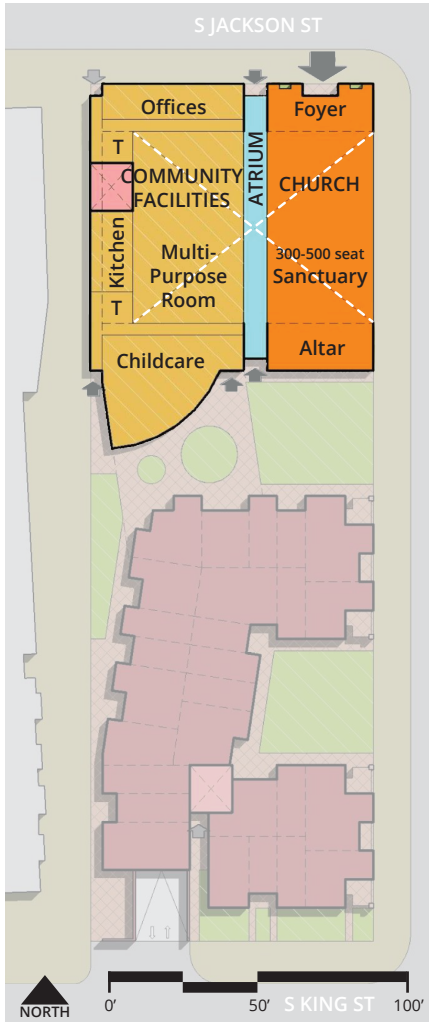 S JACKSON ST
Offices
Foyer
T
COMMUNITY
FACILITIES
ATRIUM
CHURCH
Kitchen
Multi-
Purpose
Room
300-500 seat
Sanctuary
T
Childcare
Altar
NORTH
0'
50'
100'
S KING ST